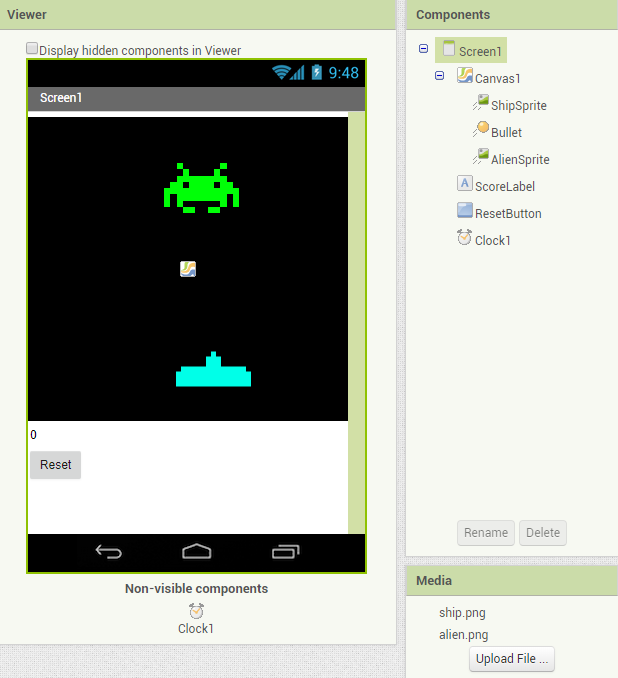 Viewer
Display hidden components in Viewer
9:48
Screen1
0
Reset
Non-visible components
Clock1
Components
Screen1
Canvas1
ShipSprite
Bullet
AlienSprite
A ScoreLabel
ResetButton
Clock1
Rename Delete
Media
ship.png
alien.png
Upload File ...